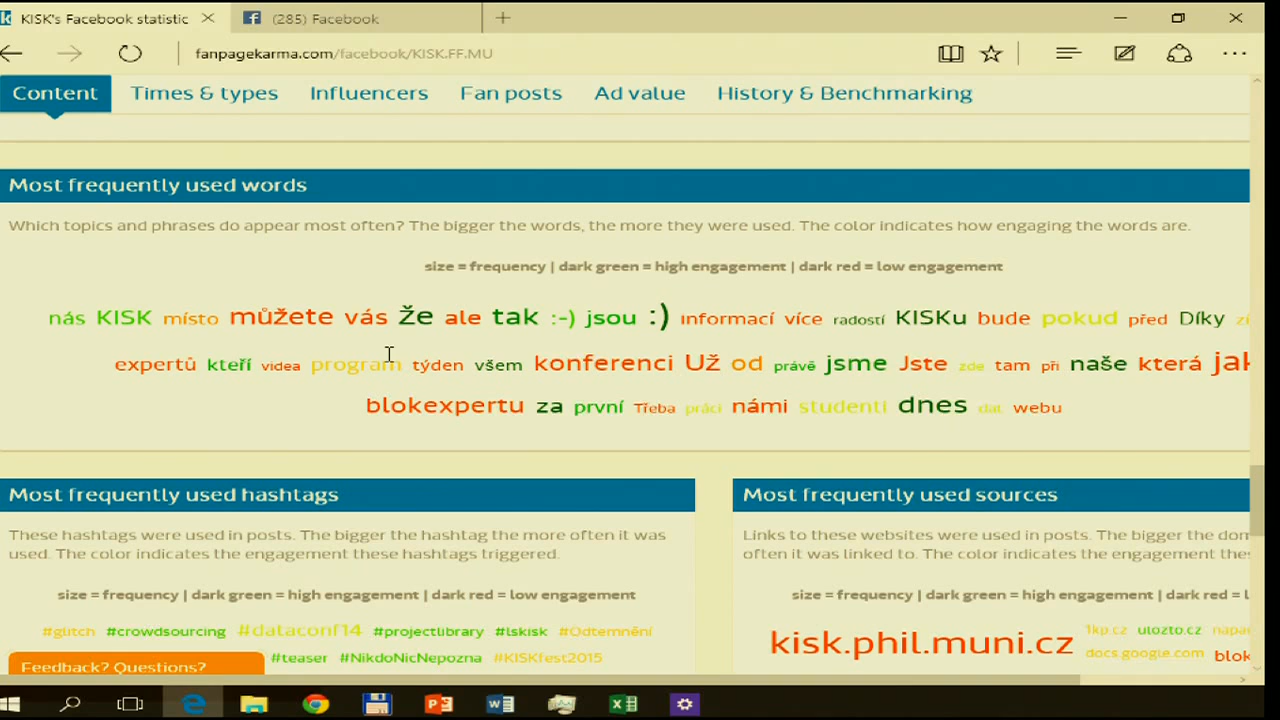 KISK's Facebook statistic
(285) Facebook
fanpagekarma.com/facebook/KISK.FF.MU
Content Times & types Influencers Fan posts Ad value History & Benchmarking
Most frequently used words
Which topics and phrases do appear most often? The bigger the words, the more they were used. The color indicates how engaging the words are.
size = frequency | dark green = high engagement | dark red = low engagement
nás KISK místo můžete vás že ale tak :-) jsou :) informací více radostí KISKu bude pokud před Díky
expertů kteří videa program týden všem konferenci Už od právě jsme Jste zde tam při naše která jak
blokexpertu za první Třeba práci námi studenti dnes dat webu
Most frequently used hashtags
Most frequently used sources
These hashtags were used in posts. The bigger the hashtag the more often it was
used. The color indicates the engagement these hashtags triggered.
Links to these websites were used in posts. The bigger the dom
often it was linked to. The color indicates the engagement thes
size = frequency | dark green = high engagement | dark red = low engagement
size = frequency | dark green = high engagement | dark red = l
#glitch #crowdsourcing #dataconf14 #projectlibrary #lskisk #Odtemnění
#teaser #NikdoNicNepozna #KISKfest2015
kisk.phil.muni.cz 1kp.cz ulozto.cz
docs.google.com blok
Feedback? Questions?